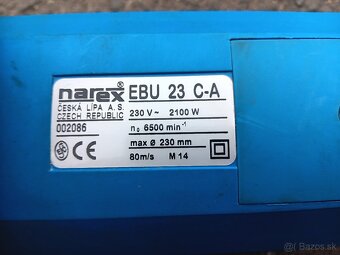 narex EBU 23 C-A
ČESKÁ LÍPA A.S.
CZECH REPUBLIC
002086
230 V~ 2100 W
n₀ 6500 min⁻¹
max ø 230 mm
80m/s M 14
CE
bazos.sk